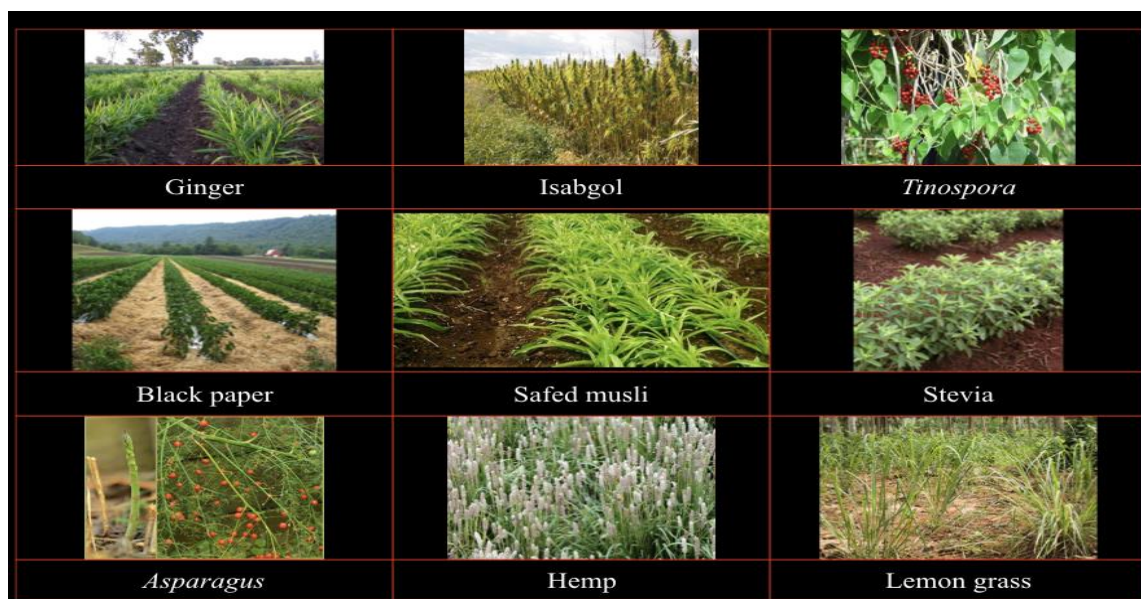 Ginger
Isabgol
Tinospora
Black paper
Safed musli
Stevia
Asparagus
Hemp
Lemon grass